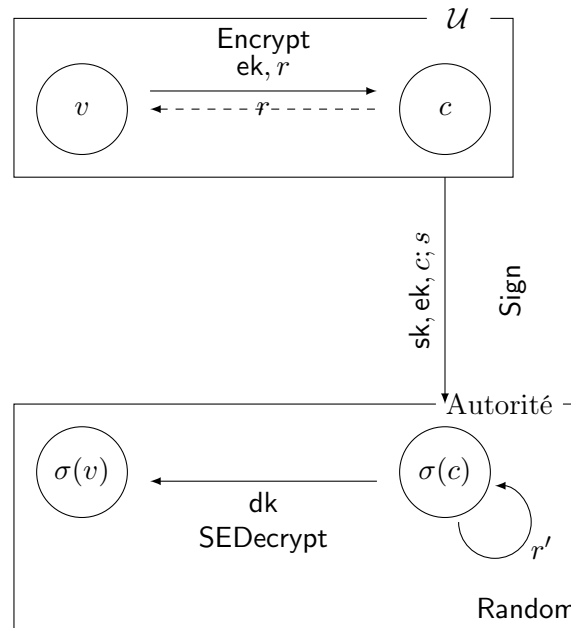 𝒰
Encrypt
ek, r
v
r
c
sk, ek, c; s
Sign
Autorité
σ(v)
σ(c)
dk
SEDecrypt
r′
Random